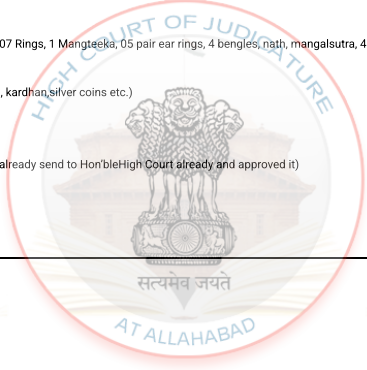 HIGH COURT OF JUDICATURE
07 Rings, 1 Mangteeka, 05 pair ear rings, 4 bengles, nath, mangalsutra, 4
, kardhan,silver coins etc.)
already send to Hon'bleHigh Court already and approved it)
सत्यमेव जयते
AT ALLAHABAD